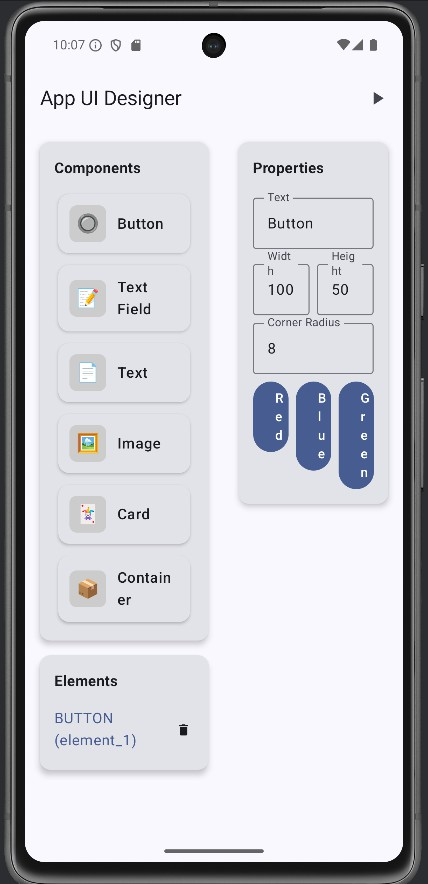 10:07
App UI Designer
Components
Button
Text
Field
Text
Image
Card
Contain
er
Elements
BUTTON
(element_1)
Properties
Text
Button
Widt
h
100
Heig
ht
50
Corner Radius
8
R
e
d
B
l
u
e
G
r
e
e
n